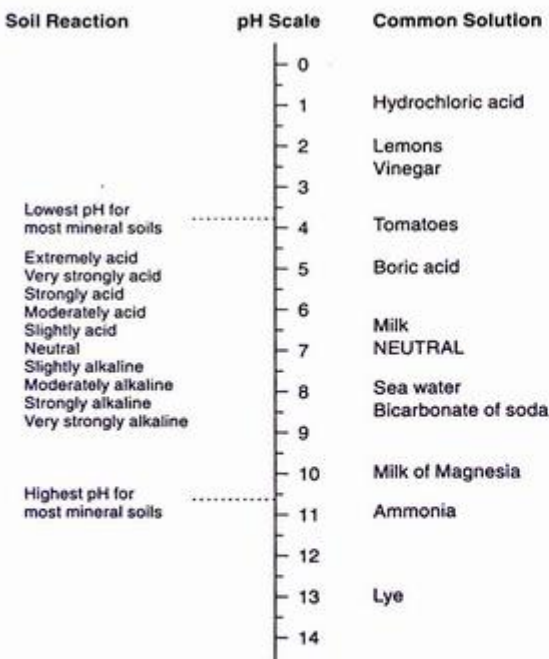 Soil Reaction pH Scale Common Solution
0
1 Hydrochloric acid
2 Lemons
Vinegar
3
Lowest pH for
most mineral soils 4 Tomatoes
Extremely acid
5 Boric acid
Very strongly acid
Strongly acid
Moderately acid 6
Slightly acid Milk
Neutral 7 NEUTRAL
Slightly alkaline
Moderately alkaline 8 Sea water
Strongly alkaline Bicarbonate of soda
Very strongly alkaline 9
10 Milk of Magnesia
Highest pH for
most mineral soils 11 Ammonia
12
13 Lye
14